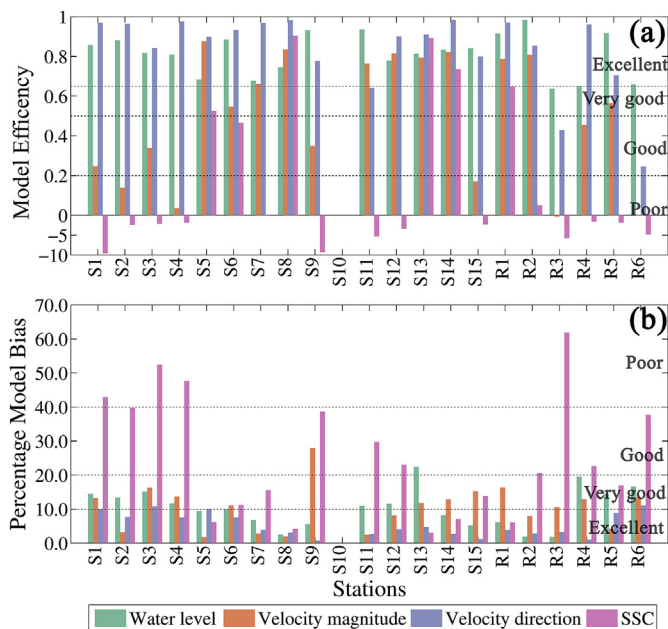 (a)
Model Efficency
1
0.8
0.6
0.4
0.2
0
−5
−10
Excellent
Very good
Good
Poor
S1 S2 S3 S4 S5 S6 S7 S8 S9 S10 S11 S12 S13 S14 S15 R1 R2 R3 R4 R5 R6
(b)
Percentage Model Bias
70.0
60.0
50.0
40.0
30.0
20.0
10.0
0.0
Poor
Good
Very good
Excellent
S1 S2 S3 S4 S5 S6 S7 S8 S9 S10 S11 S12 S13 S14 S15 R1 R2 R3 R4 R5 R6
Stations
Water level Velocity magnitude Velocity direction SSC